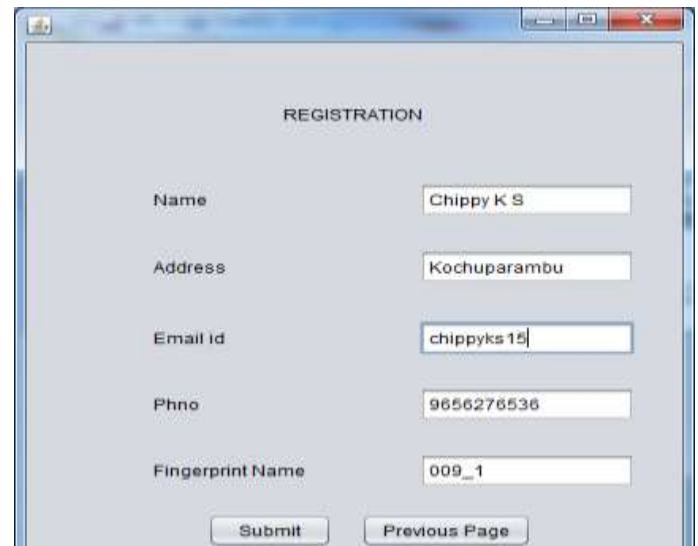 REGISTRATION
Name Chippy K S
Address Kochuparambu
Email id chippyks15
Phno 9656276536
Fingerprint Name 009_1
Submit Previous Page